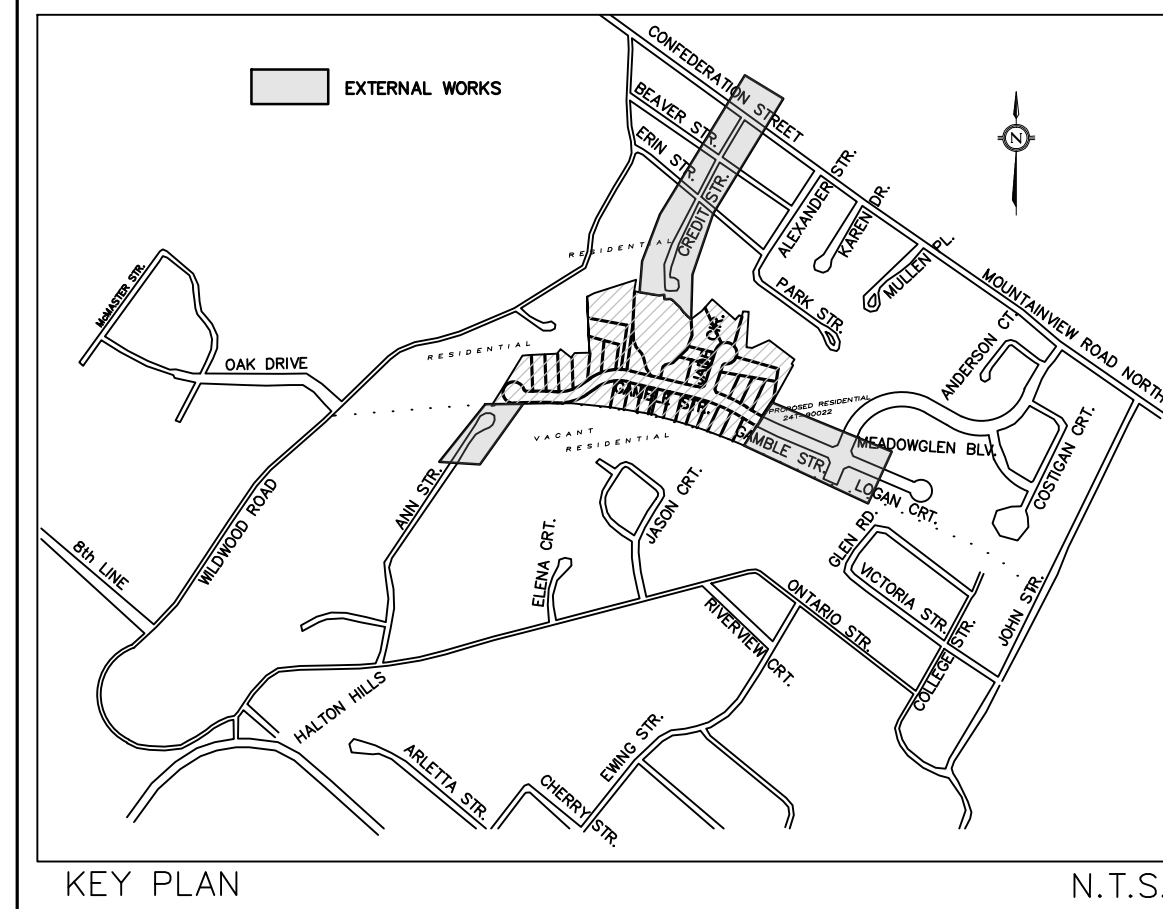 EXTERNAL WORKS
CONFEDERATION STREET
BEAVER STR.
ERIN STR.
CREDIT STR.
ALEXANDER STR.
KAREN DR.
MULLEN PL.
PARK STR.
MOUNTAINVIEW ROAD NORTH
ANDERSON CT.
N
McMASTER STR.
OAK DRIVE
RESIDENTIAL
RESIDENTIAL
JANE CIR.
GAMBLE STR.
PROPOSED RESIDENTIAL
VACANT
RESIDENTIAL
GAMBLE STR.
MEADOWGLEN BLV.
COSTIGAN CRT.
LOGAN CRT.
ANN STR.
WILDWOOD ROAD
8th LINE
JASON CRT.
ELENA CRT.
GLEN RD.
VICTORIA STR.
JOHN STR.
ONTARIO STR.
COLLEGE STR.
RIVERVIEW CRT.
HALTON HILLS
ARLETTA STR.
CHERRY STR.
EWING STR.
KEY PLAN
N.T.S.